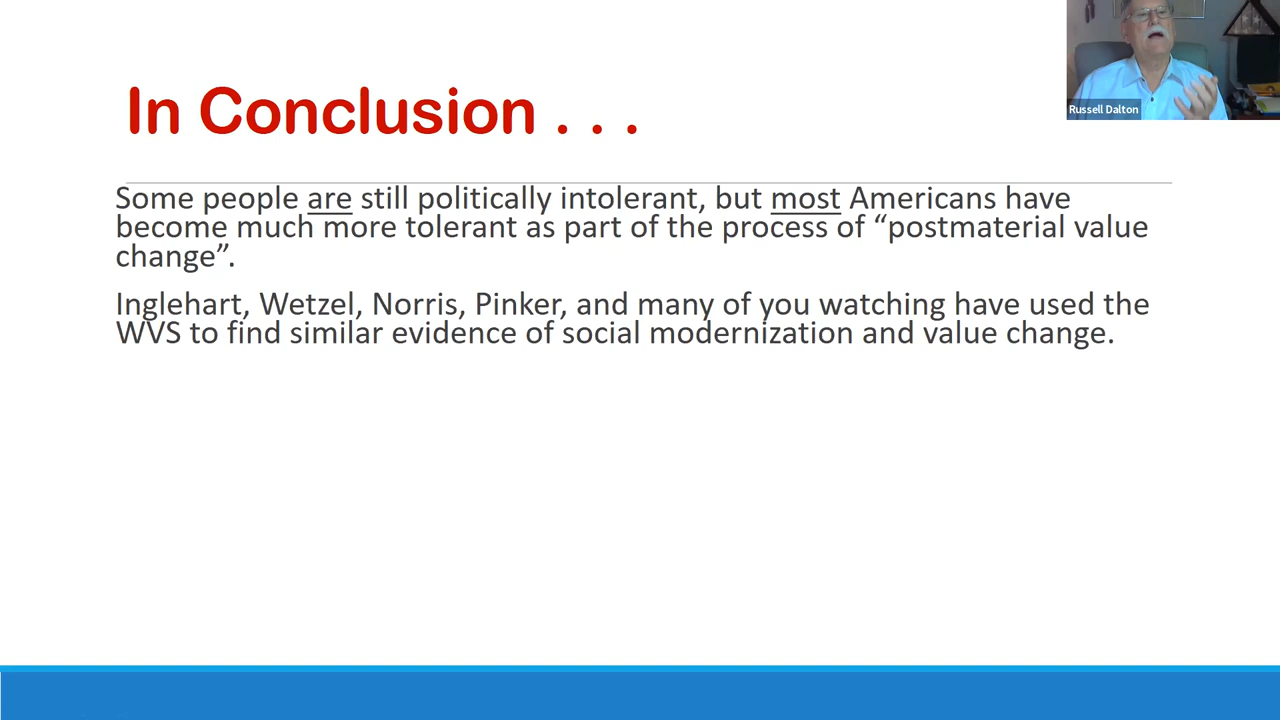 In Conclusion . . .
Russell Dalton
Some people are still politically intolerant, but most Americans have
become much more tolerant as part of the process of “postmaterial value
change”.
Inglehart, Wetzel, Norris, Pinker, and many of you watching have used the
WVS to find similar evidence of social modernization and value change.